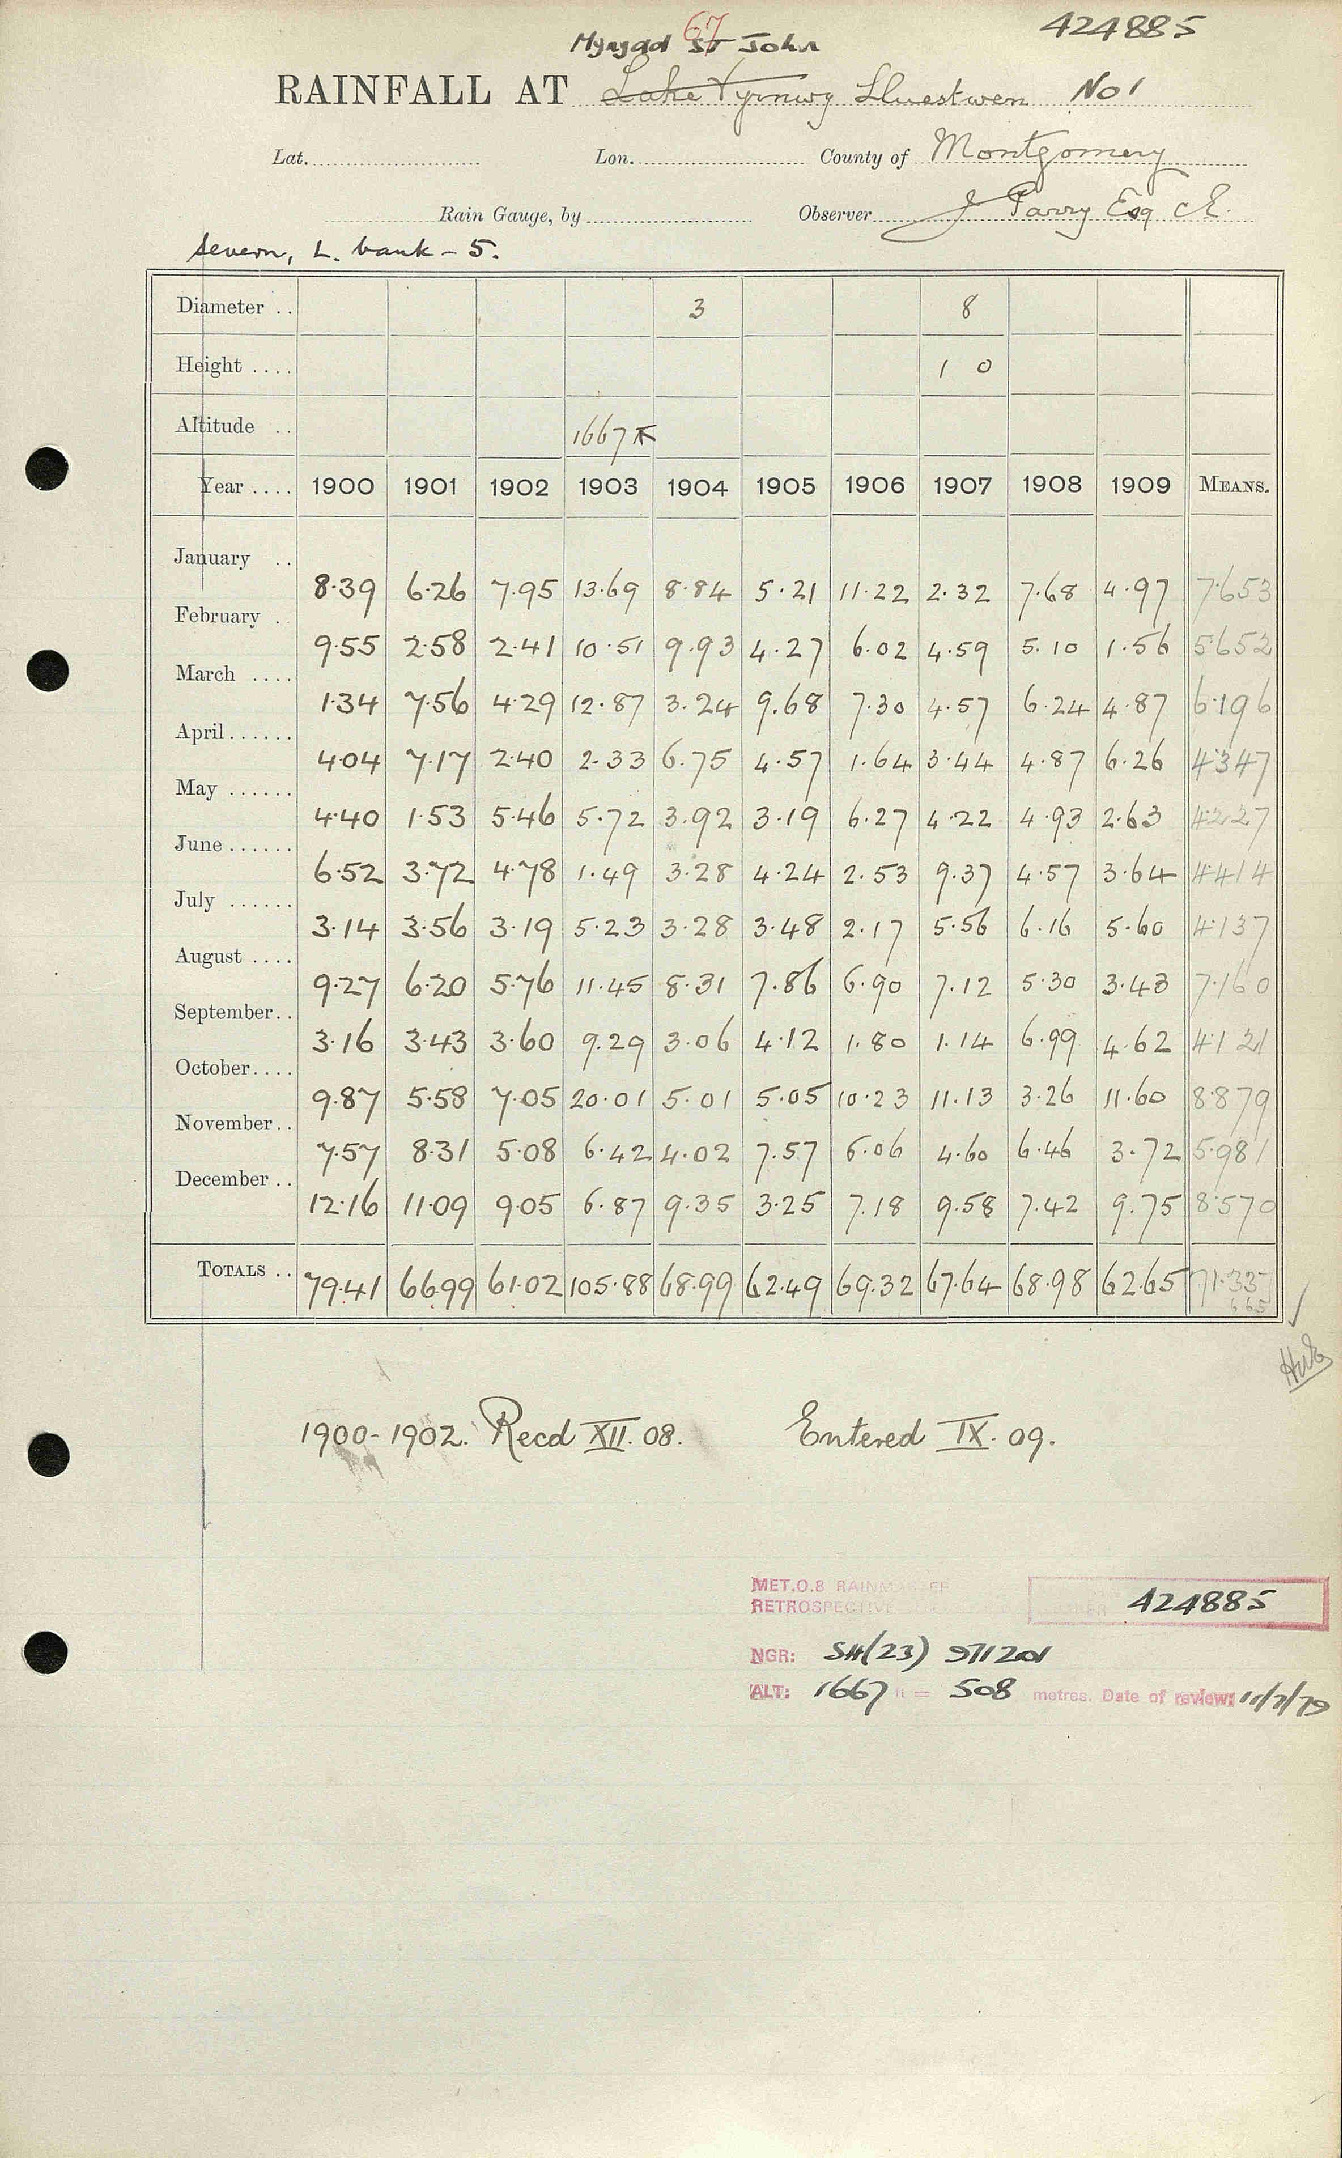 67
Mynydd St John
424885
RAINFALL AT Lake Vyrnwy Lluestwen No 1
Lat. Lon. County of Montgomery
Rain Gauge, by Observer J Parry Esq CE.
Severn, L. bank - 5.
Diameter .. 3 8
Height .... 1 0
Altitude .. 1667
Year .... 1900 1901 1902 1903 1904 1905 1906 1907 1908 1909 MEANS.
January .. 8.39 6.26 7.95 13.69 8.84 5.21 11.22 2.32 7.68 4.97 7.653
February . 9.55 2.58 2.41 10.51 9.93 4.27 6.02 4.59 5.10 1.56 5.652
March .... 1.34 7.56 4.29 12.87 3.24 9.68 7.30 4.57 6.24 4.87 6.196
April...... 4.04 7.17 2.40 2.33 6.75 4.57 1.64 3.44 4.87 6.26 4.347
May ...... 4.40 1.53 5.46 5.72 3.92 3.19 6.27 4.22 4.93 2.63 4.227
June...... 6.52 3.72 4.78 1.49 3.28 4.24 2.53 9.37 4.57 3.64 4.414
July ...... 3.14 3.56 3.19 5.23 3.28 3.48 2.17 5.56 6.16 5.60 4.137
August .... 9.27 6.20 5.76 11.45 8.31 7.86 6.90 7.12 5.30 3.43 7.160
September.. 3.16 3.43 3.60 9.29 3.06 4.12 1.80 1.14 6.99 4.62 4.121
October.... 9.87 5.58 7.05 20.01 5.01 5.05 10.23 11.13 3.26 11.60 8.879
November.. 7.57 8.31 5.08 6.42 4.02 7.57 6.06 4.60 6.46 3.72 5.981
December .. 12.16 11.09 9.05 6.87 9.35 3.25 7.18 9.58 7.42 9.75 8.570
TOTALS .. 79.41 66.99 61.02 105.88 68.99 62.49 69.32 67.64 68.98 62.65 71.337
1900-1902. Recd XII. 08. Entered IX. 09.
MET.O.8 RAINMASTER
RETROSPECTIVE 424885
NGR: SH(23) 971201
ALT: 1667 ft = 508 metres. Date of review: 11/7/79